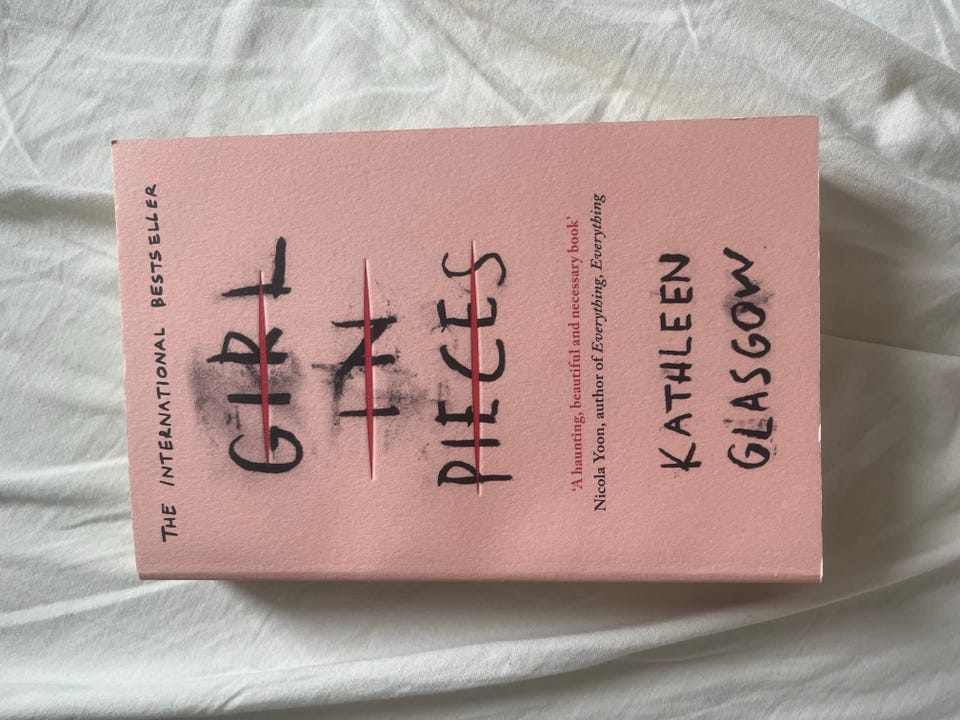 THE INTERNATIONAL BESTSELLER
GIRL
IN
PIECES
‘A haunting, beautiful and necessary book’
Nicola Yoon, author of Everything, Everything
KATHLEEN
GLASGOW